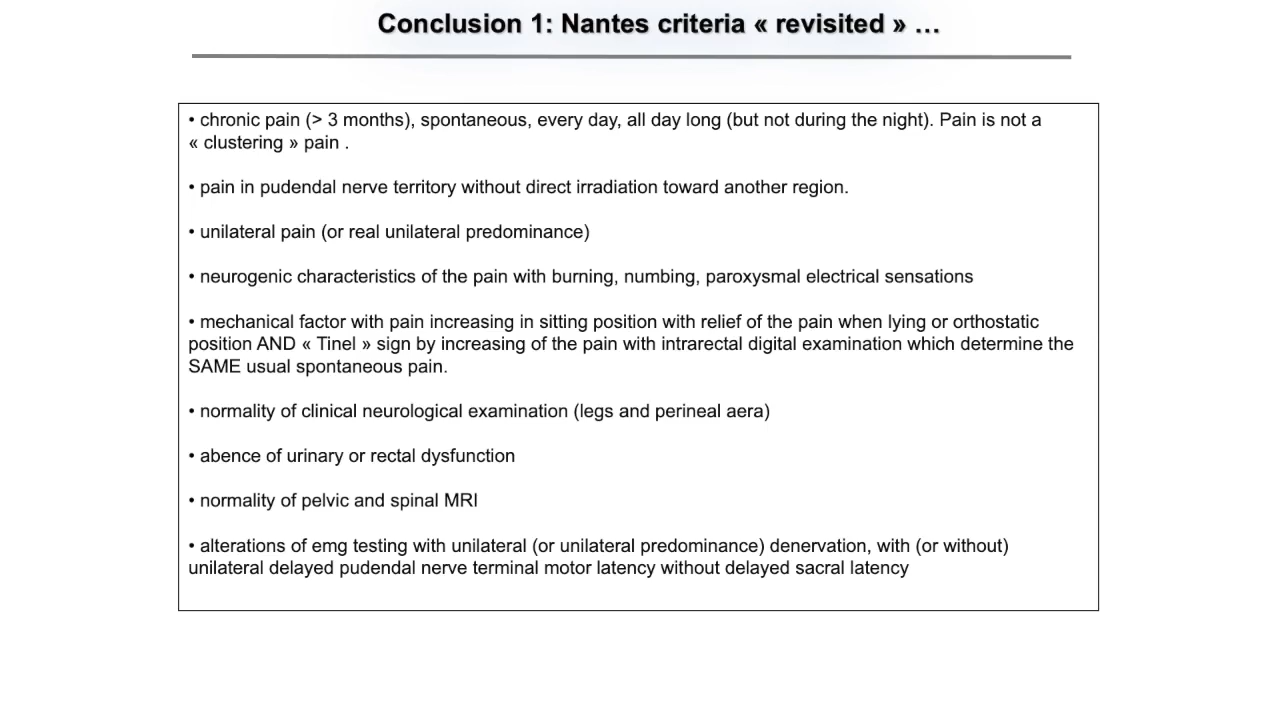 Conclusion 1: Nantes criteria « revisited » …
• chronic pain (> 3 months), spontaneous, every day, all day long (but not during the night). Pain is not a
« clustering » pain .
• pain in pudendal nerve territory without direct irradiation toward another region.
• unilateral pain (or real unilateral predominance)
• neurogenic characteristics of the pain with burning, numbing, paroxysmal electrical sensations
• mechanical factor with pain increasing in sitting position with relief of the pain when lying or orthostatic
position AND « Tinel » sign by increasing of the pain with intrarectal digital examination which determine the
SAME usual spontaneous pain.
• normality of clinical neurological examination (legs and perineal aera)
• abence of urinary or rectal dysfunction
• normality of pelvic and spinal MRI
• alterations of emg testing with unilateral (or unilateral predominance) denervation, with (or without)
unilateral delayed pudendal nerve terminal motor latency without delayed sacral latency